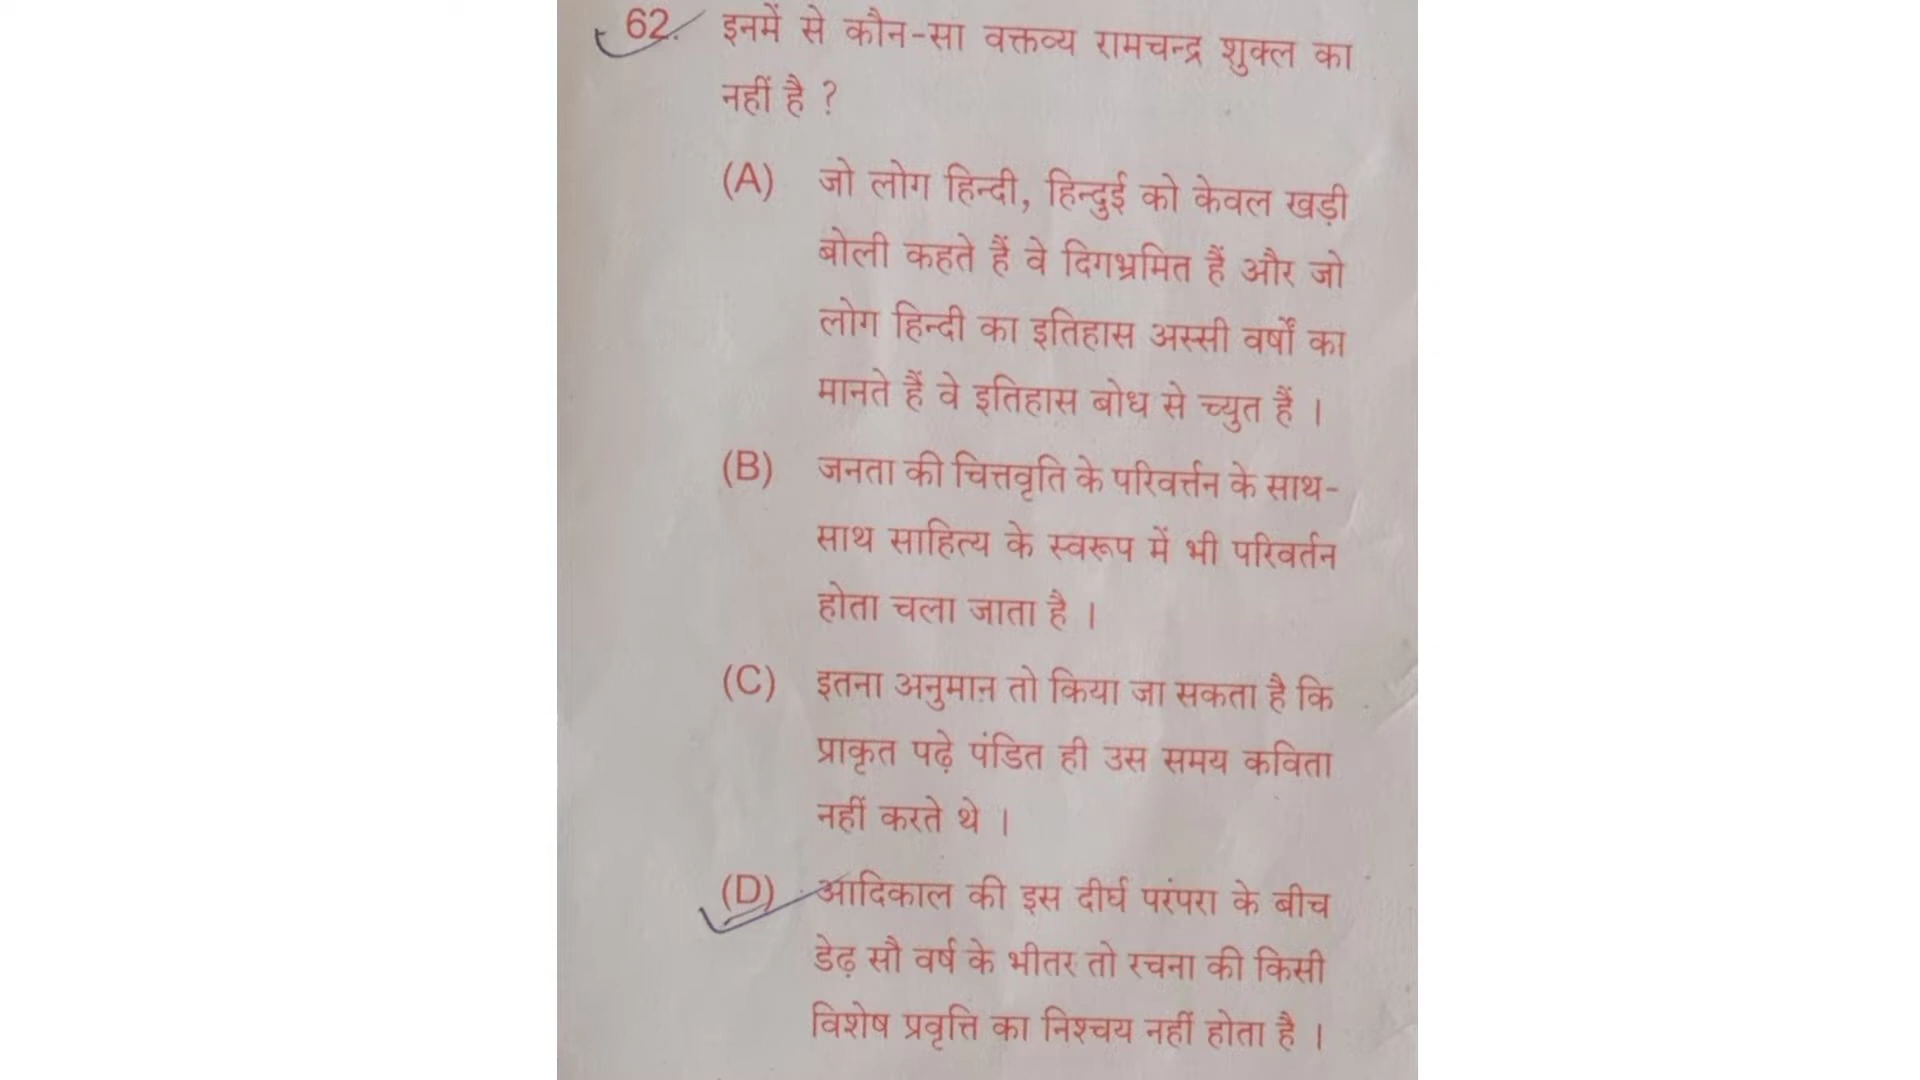 62. इनमें से कौन-सा वक्तव्य रामचन्द्र शुक्ल का
नहीं है ?
(A) जो लोग हिन्दी, हिन्दुई को केवल खड़ी
बोली कहते हैं वे दिगभ्रमित हैं और जो
लोग हिन्दी का इतिहास अस्सी वर्षों का
मानते हैं वे इतिहास बोध से च्युत हैं ।
(B) जनता की चित्तवृति के परिवर्त्तन के साथ-
साथ साहित्य के स्वरूप में भी परिवर्तन
होता चला जाता है ।
(C) इतना अनुमान तो किया जा सकता है कि
प्राकृत पढ़े पंडित ही उस समय कविता
नहीं करते थे ।
(D) आदिकाल की इस दीर्घ परंपरा के बीच
डेढ़ सौ वर्ष के भीतर तो रचना की किसी
विशेष प्रवृत्ति का निश्चय नहीं होता है ।